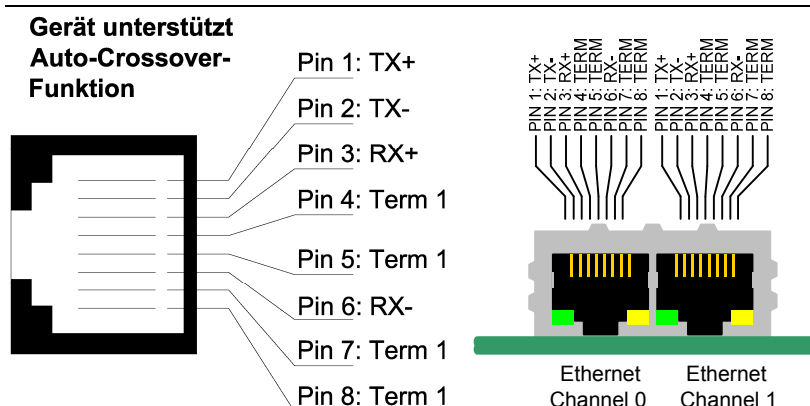 Gerät unterstützt
Auto-Crossover-
Funktion
Pin 1: TX+
Pin 2: TX-
Pin 3: RX+
Pin 4: Term 1
Pin 5: Term 1
Pin 6: RX-
Pin 7: Term 1
Pin 8: Term 1
PIN 1: TX+
PIN 2: TX-
PIN 3: RX+
PIN 4: TERM
PIN 5: TERM
PIN 6: RX-
PIN 7: TERM
PIN 8: TERM
PIN 1: TX+
PIN 2: TX-
PIN 3: RX+
PIN 4: TERM
PIN 5: TERM
PIN 6: RX-
PIN 7: TERM
PIN 8: TERM
Ethernet
Channel 0
Ethernet
Channel 1